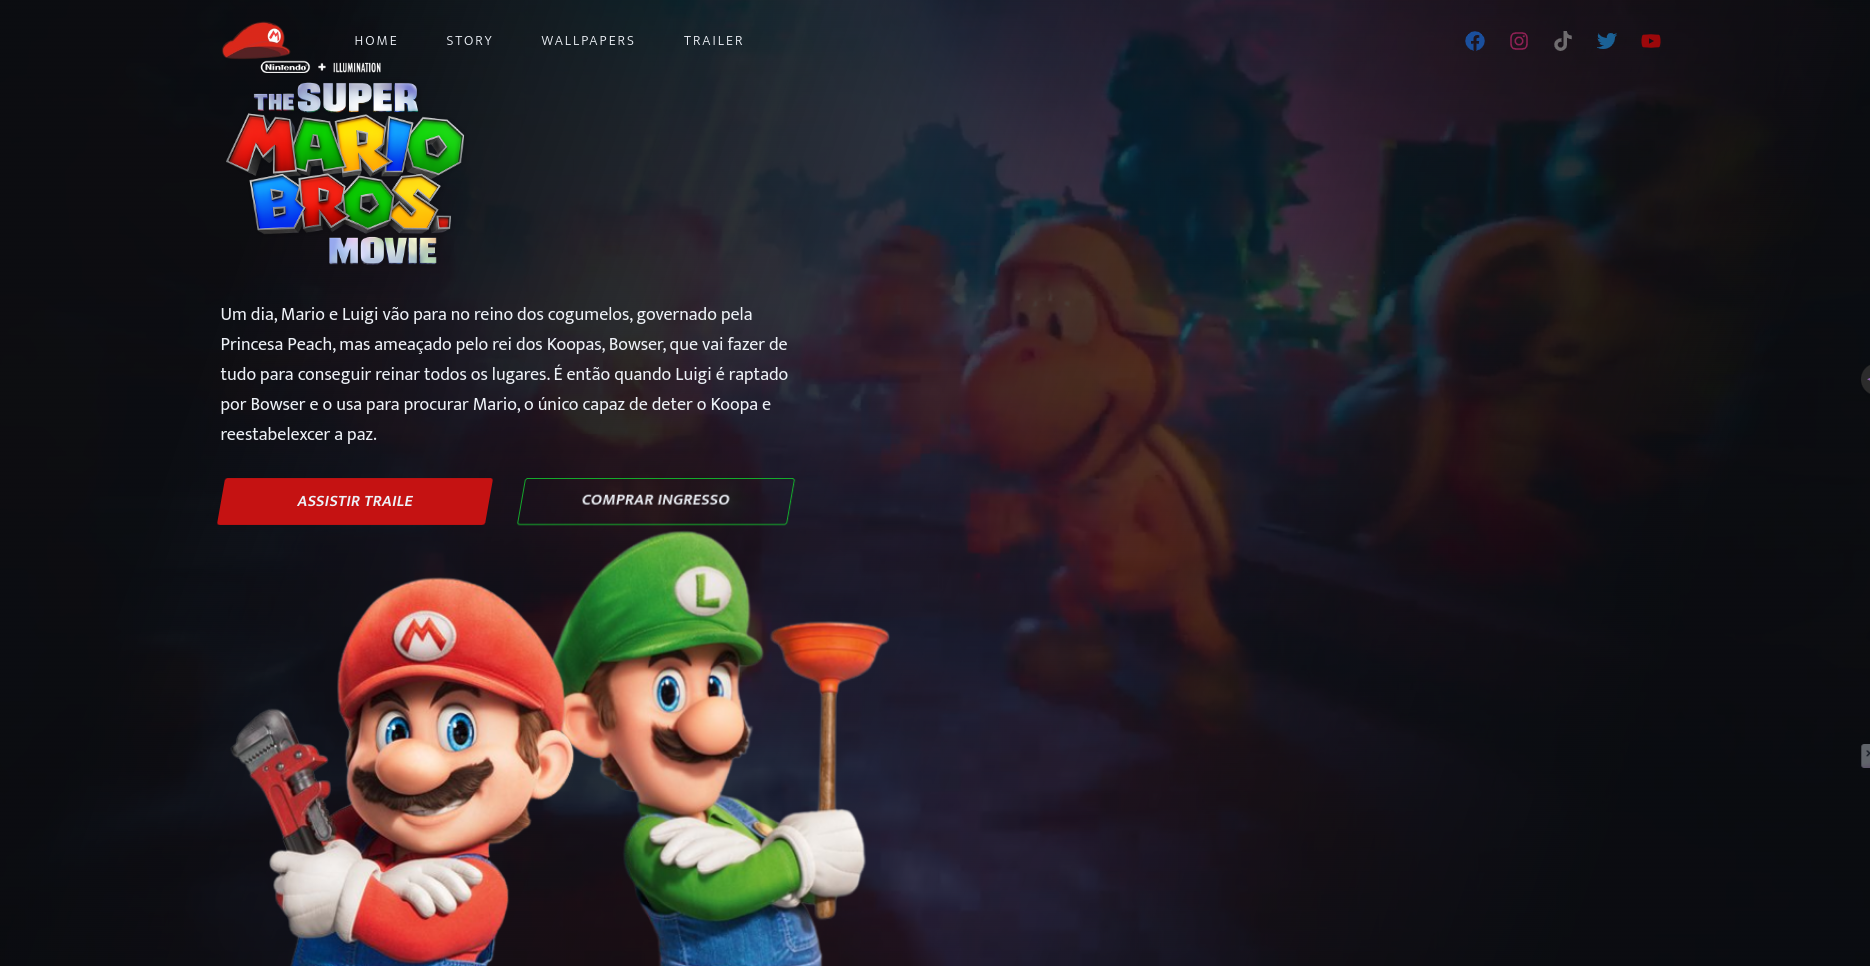 HOME STORY WALLPAPERS TRAILER
Nintendo + ILLUMINATION
THE SUPER
MARIO
BROS.
MOVIE
Um dia, Mario e Luigi vão para no reino dos cogumelos, governado pela
Princesa Peach, mas ameaçado pelo rei dos Koopas, Bowser, que vai fazer de
tudo para conseguir reinar todos os lugares. É então quando Luigi é raptado
por Bowser e o usa para procurar Mario, o único capaz de deter o Koopa e
reestabelexcer a paz.
ASSISTIR TRAILE COMPRAR INGRESSO
M
L
M